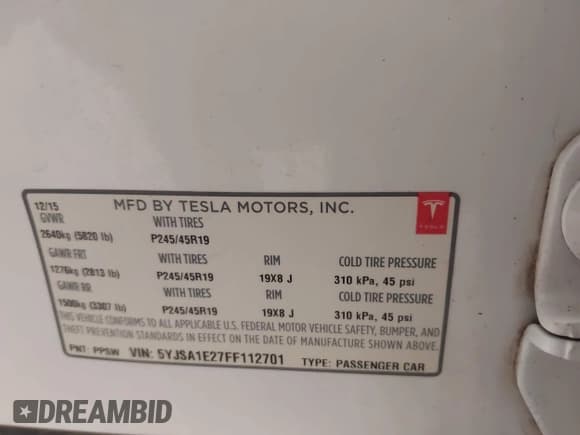 12/15 MFD BY TESLA MOTORS, INC.
GVWR WITH TIRES
2640kg (5820 lb) P245/45R19
GAWR FRT WITH TIRES RIM COLD TIRE PRESSURE
1276kg (2813 lb) P245/45R19 19X8 J 310 kPa, 45 psi
GAWR RR WITH TIRES RIM COLD TIRE PRESSURE
1500kg (3307 lb) P245/45R19 19X8 J 310 kPa, 45 psi
THIS VEHICLE CONFORMS TO ALL APPLICABLE U.S. FEDERAL MOTOR VEHICLE SAFETY, BUMPER, AND
THEFT PREVENTION STANDARDS IN EFFECT ON THE DATE OF MANUFACTURE SHOWN ABOVE.
PNT: PPSW VIN: 5YJSA1E27FF112701 TYPE: PASSENGER CAR
TESLA
DREAMBID